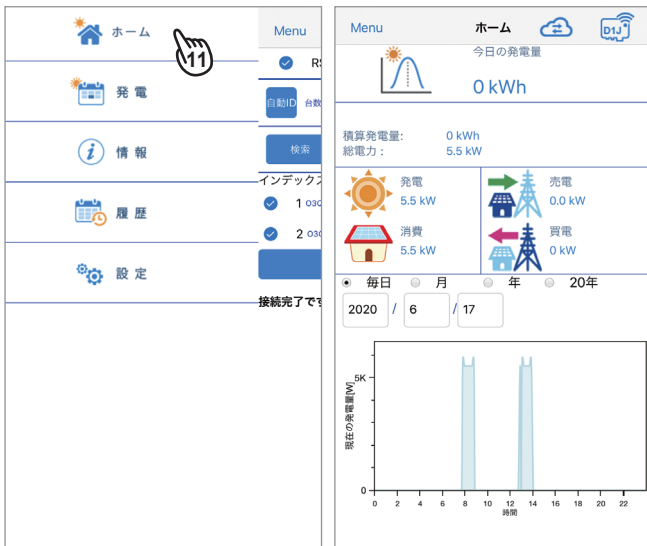 ホーム
11
発電
情報
履歴
設定
Menu
自動ID 台数
検索
インデックス
1 030
2 030
接続完了です
Menu ホーム D1J
今日の発電量
0 kWh
積算発電量: 0 kWh
総電力： 5.5 kW
発電
5.5 kW
売電
0.0 kW
消費
5.5 kW
買電
0 kW
毎日 月 年 20年
2020 / 6 / 17
現在の発電量[W]
5K
0
0 2 4 6 8 10 12 14 16 18 20 22
時間